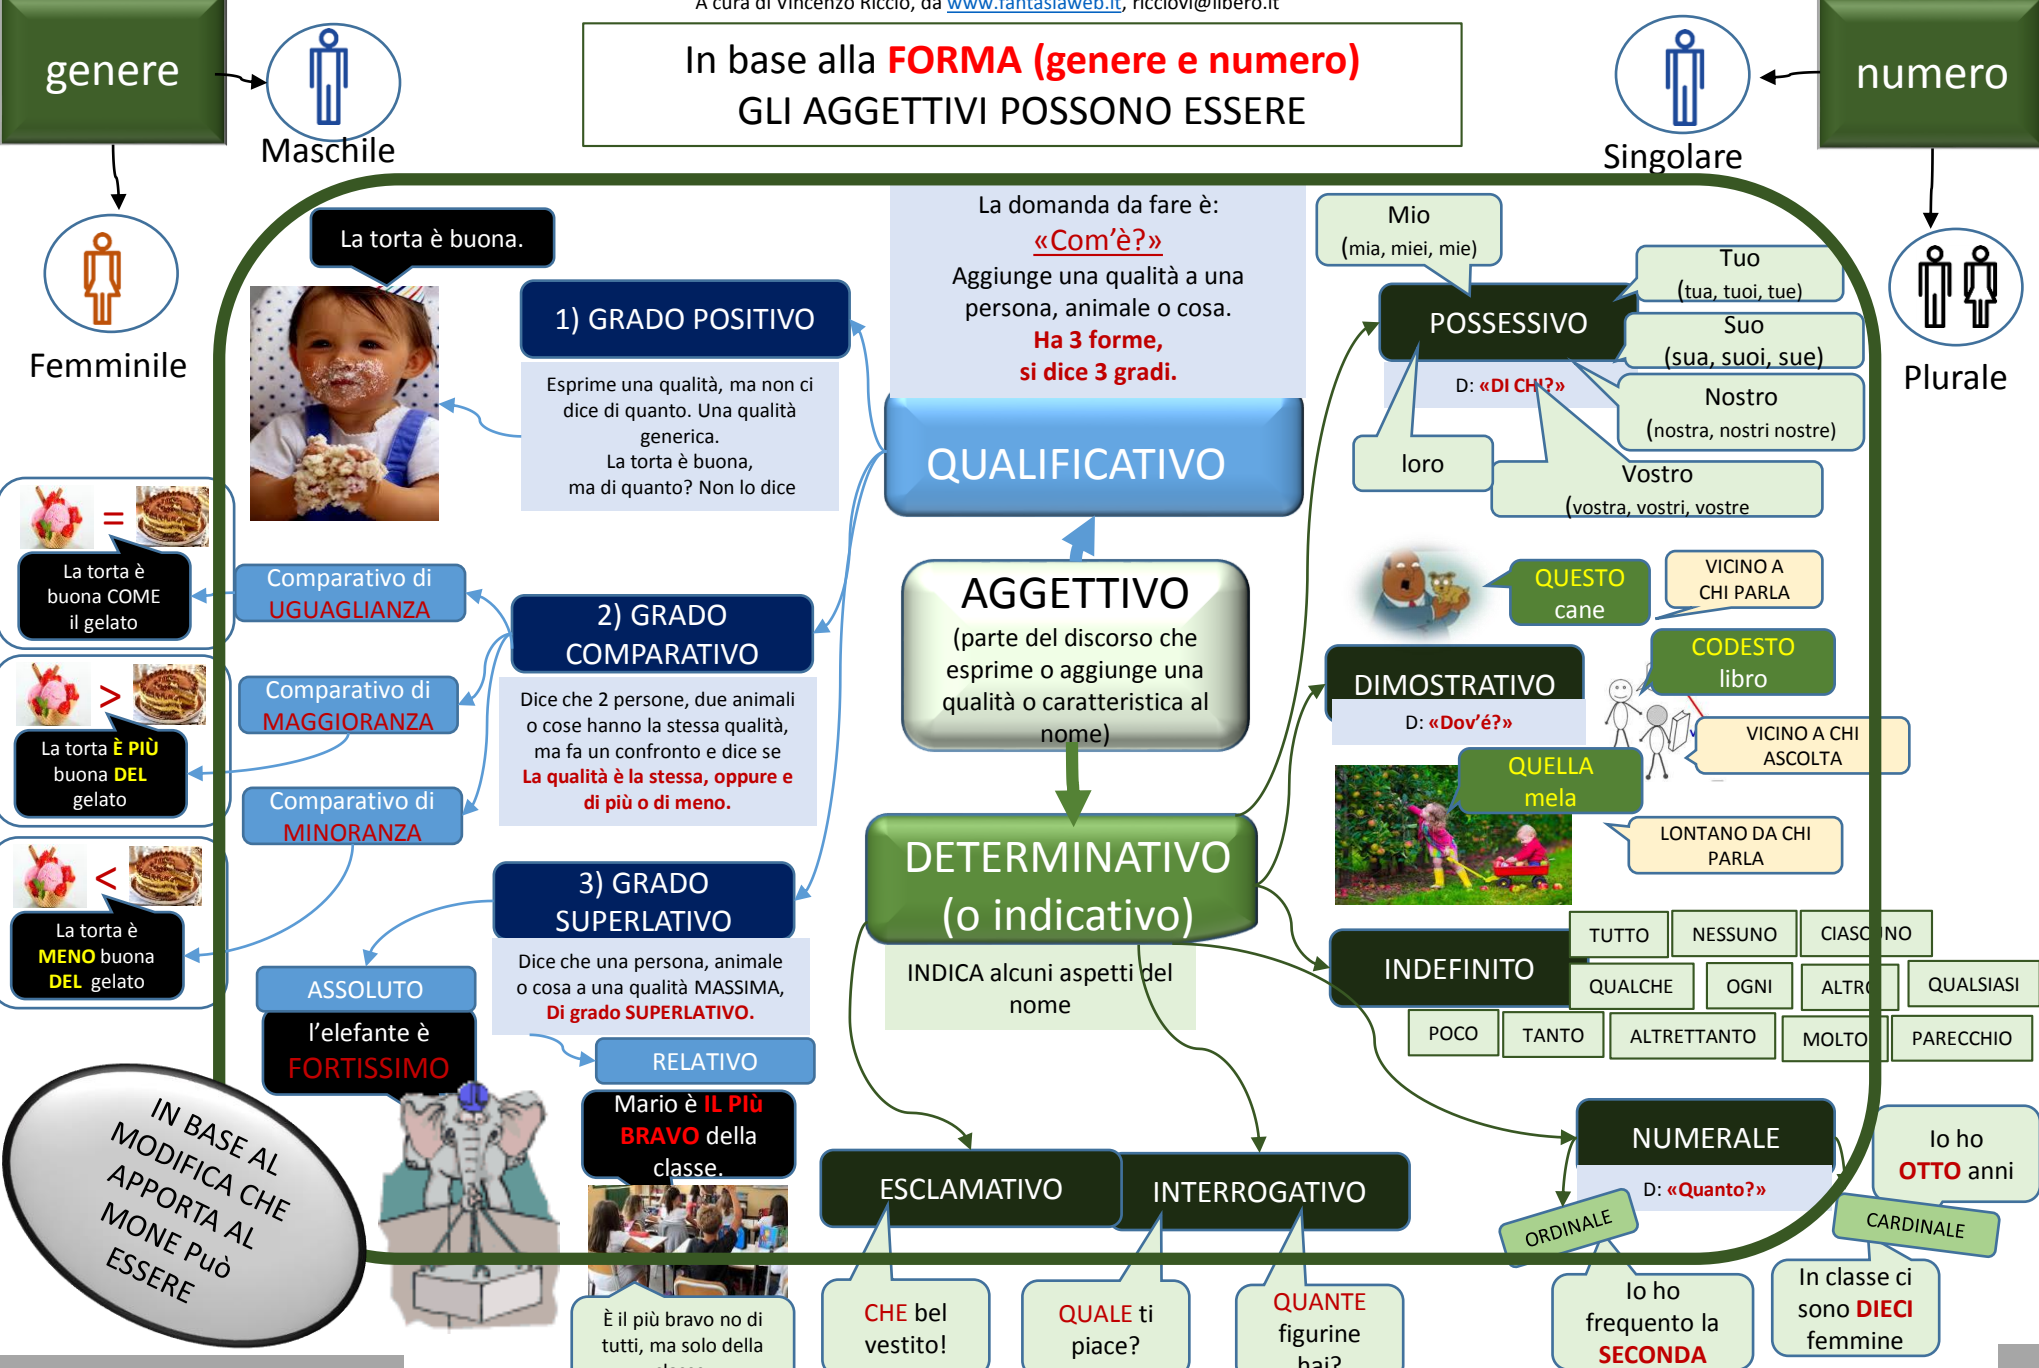 A cura di Vincenzo Riccio, da www.fantasiaweb.it, ricciovi@libero.it
genere
Maschile
Femminile
In base alla FORMA (genere e numero)
GLI AGGETTIVI POSSONO ESSERE
numero
Singolare
Plurale
La torta è buona.
1) GRADO POSITIVO
Esprime una qualità, ma non ci
dice di quanto. Una qualità
generica.
La torta è buona,
ma di quanto? Non lo dice
La domanda da fare è:
«Com'è?»
Aggiunge una qualità a una
persona, animale o cosa.
Ha 3 forme,
si dice 3 gradi.
QUALIFICATIVO
AGGETTIVO
(parte del discorso che
esprime o aggiunge una
qualità o caratteristica al
nome)
=
La torta è
buona COME
il gelato
Comparativo di
UGUAGLIANZA
2) GRADO
COMPARATIVO
Dice che 2 persone, due animali
o cose hanno la stessa qualità,
ma fa un confronto e dice se
La qualità è la stessa, oppure e
di più o di meno.
>
La torta È PIÙ
buona DEL
gelato
Comparativo di
MAGGIORANZA
Comparativo di
MINORANZA
<
La torta è
MENO buona
DEL gelato
3) GRADO
SUPERLATIVO
Dice che una persona, animale
o cosa a una qualità MASSIMA,
Di grado SUPERLATIVO.
ASSOLUTO
l'elefante è
FORTISSIMO
RELATIVO
Mario è IL PIù
BRAVO della
classe.
È il più bravo no di
tutti, ma solo della
IN BASE AL
MODIFICA CHE
APPORTA AL
MONE Può
ESSERE
DETERMINATIVO
(o indicativo)
INDICA alcuni aspetti del
nome
POSSESSIVO
D: «DI CHI?»
Mio
(mia, miei, mie)
Tuo
(tua, tuoi, tue)
Suo
(sua, suoi, sue)
Nostro
(nostra, nostri nostre)
Vostro
(vostra, vostri, vostre
loro
DIMOSTRATIVO
D: «Dov'é?»
QUESTO
cane
VICINO A
CHI PARLA
CODESTO
libro
VICINO A CHI
ASCOLTA
QUELLA
mela
LONTANO DA CHI
PARLA
INDEFINITO
TUTTO
NESSUNO
CIASCUNO
QUALCHE
OGNI
ALTRO
QUALSIASI
POCO
TANTO
ALTRETTANTO
MOLTO
PARECCHIO
NUMERALE
D: «Quanto?»
ORDINALE
Io ho
frequento la
SECONDA
CARDINALE
Io ho
OTTO anni
In classe ci
sono DIECI
femmine
ESCLAMATIVO
CHE bel
vestito!
INTERROGATIVO
QUALE ti
piace?
QUANTE
figurine
hai?